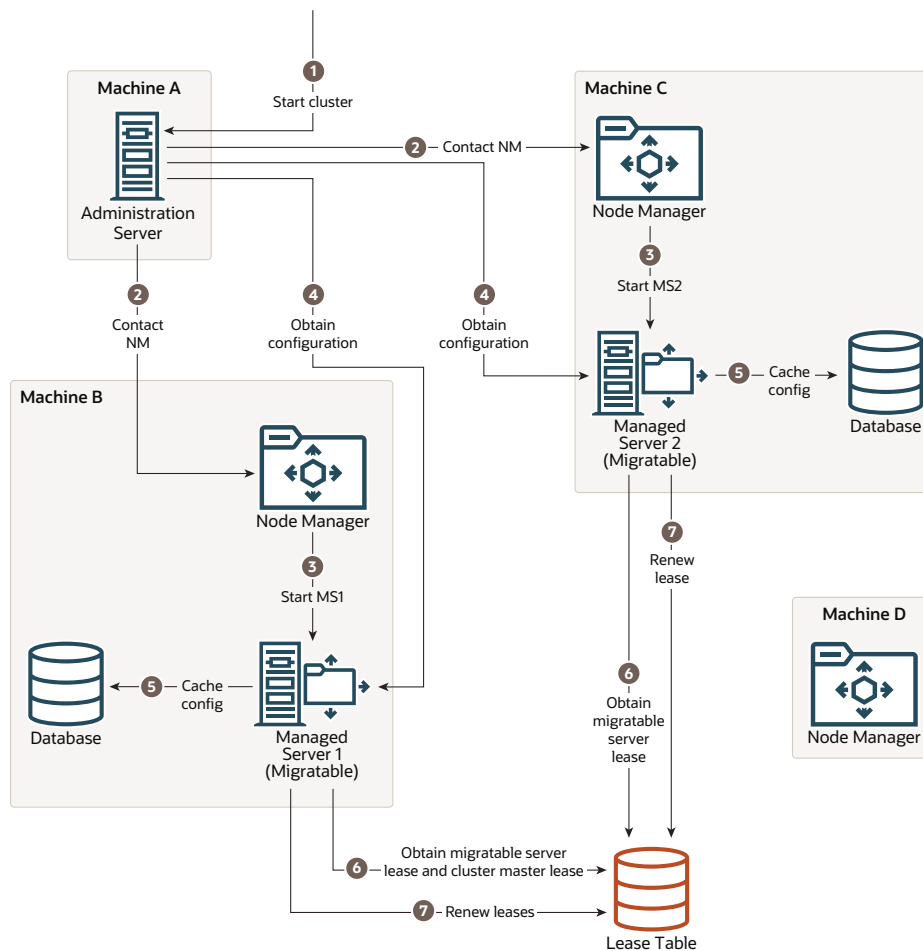 1
Start cluster
Machine A
Administration
Server
2
Contact NM
Machine C
Node Manager
3
Start MS2
2
Contact
NM
4
Obtain
configuration
4
Obtain
configuration
5
Cache
config
Managed
Server 2
(Migratable)
Database
Machine B
Node Manager
3
Start MS1
5
Cache
config
Database
Managed
Server 1
(Migratable)
7
Renew
lease
6
Obtain
migratable
server
lease
Machine D
Node Manager
6
Obtain migratable server
lease and cluster master lease
7
Renew leases
Lease Table